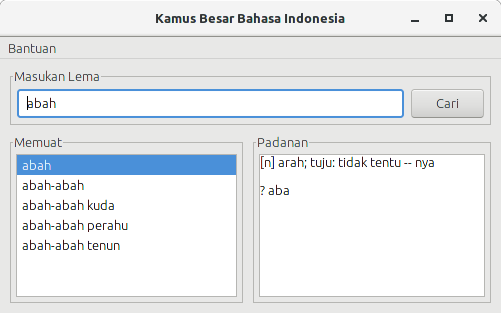 Kamus Besar Bahasa Indonesia
Bantuan
Masukan Lema
abah
Cari
Memuat
abah
abah-abah
abah-abah kuda
abah-abah perahu
abah-abah tenun
Padanan
[n] arah; tuju: tidak tentu -- nya
? aba